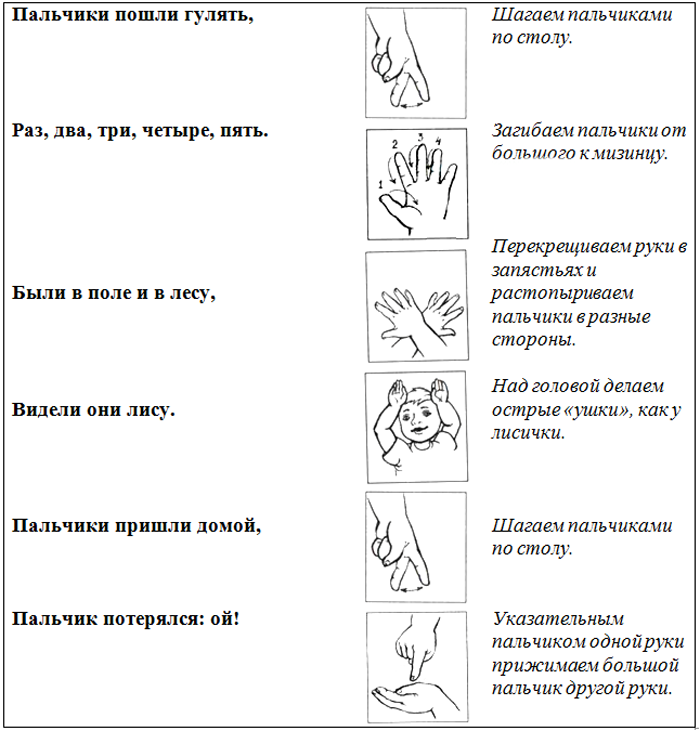 Пальчики пошли гулять,
Шагаем пальчиками
по столу.
Раз, два, три, четыре, пять.
1
2
3
4
Загибаем пальчики от
большого к мизинцу.
Были в поле и в лесу,
Перекрещиваем руки в
запястьях и
растопыриваем
пальчики в разные
стороны.
Видели они лису.
Над головой делаем
острые «ушки», как у
лисички.
Пальчики пришли домой,
Шагаем пальчиками
по столу.
Пальчик потерялся: ой!
Указательным
пальчиком одной руки
прижимаем большой
пальчик другой руки.